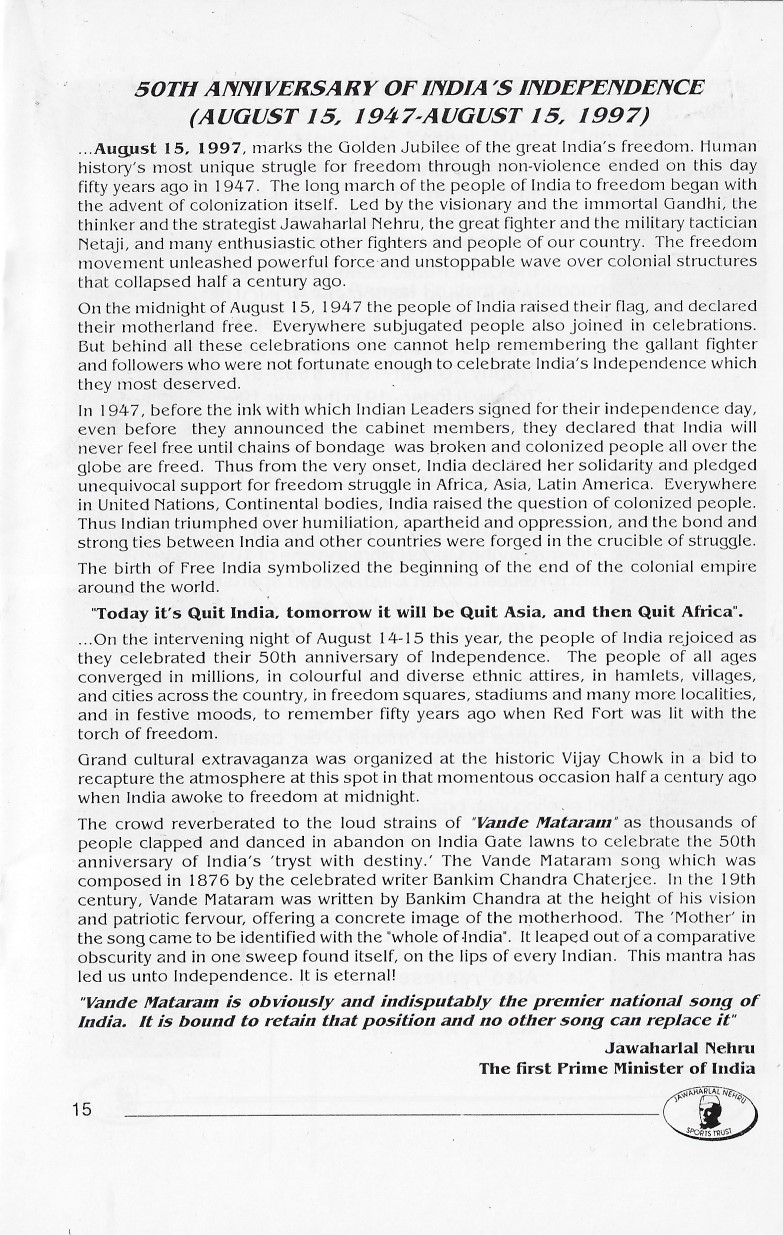 50TH ANNIVERSARY OF INDIA'S INDEPENDENCE
(AUGUST 15, 1947-AUGUST 15, 1997)
...August 15, 1997, marks the Golden Jubilee of the great India's freedom. Human
history's most unique strugle for freedom through non-violence ended on this day
fifty years ago in 1947. The long march of the people of India to freedom began with
the advent of colonization itself. Led by the visionary and the immortal Gandhi, the
thinker and the strategist Jawaharlal Nehru, the great fighter and the military tactician
Netaji, and many enthusiastic other fighters and people of our country. The freedom
movement unleashed powerful force and unstoppable wave over colonial structures
that collapsed half a century ago.
On the midnight of August 15, 1947 the people of India raised their flag, and declared
their motherland free. Everywhere subjugated people also joined in celebrations.
But behind all these celebrations one cannot help remembering the gallant fighter
and followers who were not fortunate enough to celebrate India's Independence which
they most deserved.
In 1947, before the ink with which Indian Leaders signed for their independence day,
even before they announced the cabinet members, they declared that India will
never feel free until chains of bondage was broken and colonized people all over the
globe are freed. Thus from the very onset, India declared her solidarity and pledged
unequivocal support for freedom struggle in Africa, Asia, Latin America. Everywhere
in United Nations, Continental bodies, India raised the question of colonized people.
Thus Indian triumphed over humiliation, apartheid and oppression, and the bond and
strong ties between India and other countries were forged in the crucible of struggle.
The birth of Free India symbolized the beginning of the end of the colonial empire
around the world.
"Today it's Quit India, tomorrow it will be Quit Asia, and then Quit Africa".
...On the intervening night of August 14-15 this year, the people of India rejoiced as
they celebrated their 50th anniversary of Independence. The people of all ages
converged in millions, in colourful and diverse ethnic attires, in hamlets, villages,
and cities across the country, in freedom squares, stadiums and many more localities,
and in festive moods, to remember fifty years ago when Red Fort was lit with the
torch of freedom.
Grand cultural extravaganza was organized at the historic Vijay Chowk in a bid to
recapture the atmosphere at this spot in that momentous occasion half a century ago
when India awoke to freedom at midnight.
The crowd reverberated to the loud strains of "Vande Mataram" as thousands of
people clapped and danced in abandon on India Gate lawns to celebrate the 50th
anniversary of India's 'tryst with destiny.' The Vande Mataram song which was
composed in 1876 by the celebrated writer Bankim Chandra Chaterjee. In the 19th
century, Vande Mataram was written by Bankim Chandra at the height of his vision
and patriotic fervour, offering a concrete image of the motherhood. The 'Mother' in
the song came to be identified with the "whole of India". It leaped out of a comparative
obscurity and in one sweep found itself, on the lips of every Indian. This mantra has
led us unto Independence. It is eternal!
"Vande Mataram is obviously and indisputably the premier national song of
India. It is bound to retain that position and no other song can replace it"
Jawaharlal Nehru
The first Prime Minister of India
15
JAWAHARLAL NEHRU
SPORTS TRUST